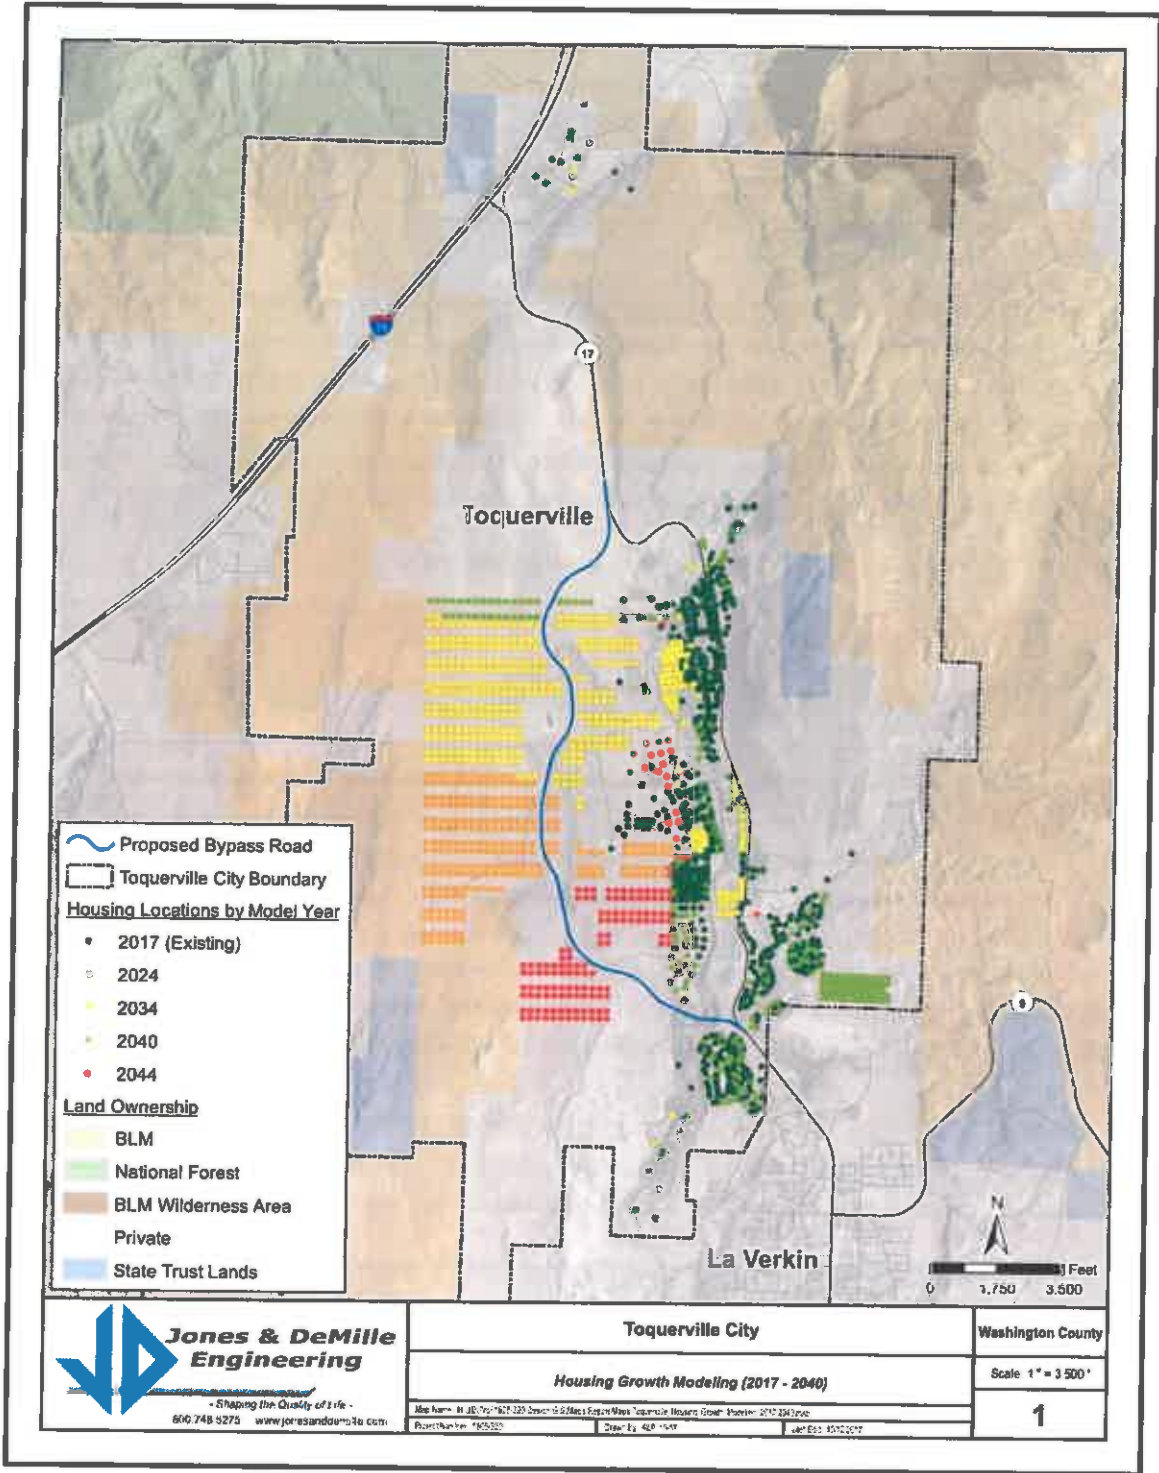 17
Toquerville
9
Proposed Bypass Road
Toquerville City Boundary
Housing Locations by Model Year
2017 (Existing)
2024
2034
2040
2044
Land Ownership
BLM
National Forest
BLM Wilderness Area
Private
State Trust Lands
La Verkin
N
Feet
0 1,750 3,500
Jones & DeMille
Engineering
- Shaping the Quality of Life -
Toquerville City
Washington County
Housing Growth Modeling (2017 - 2040)
Scale 1" = 3 500 '
1